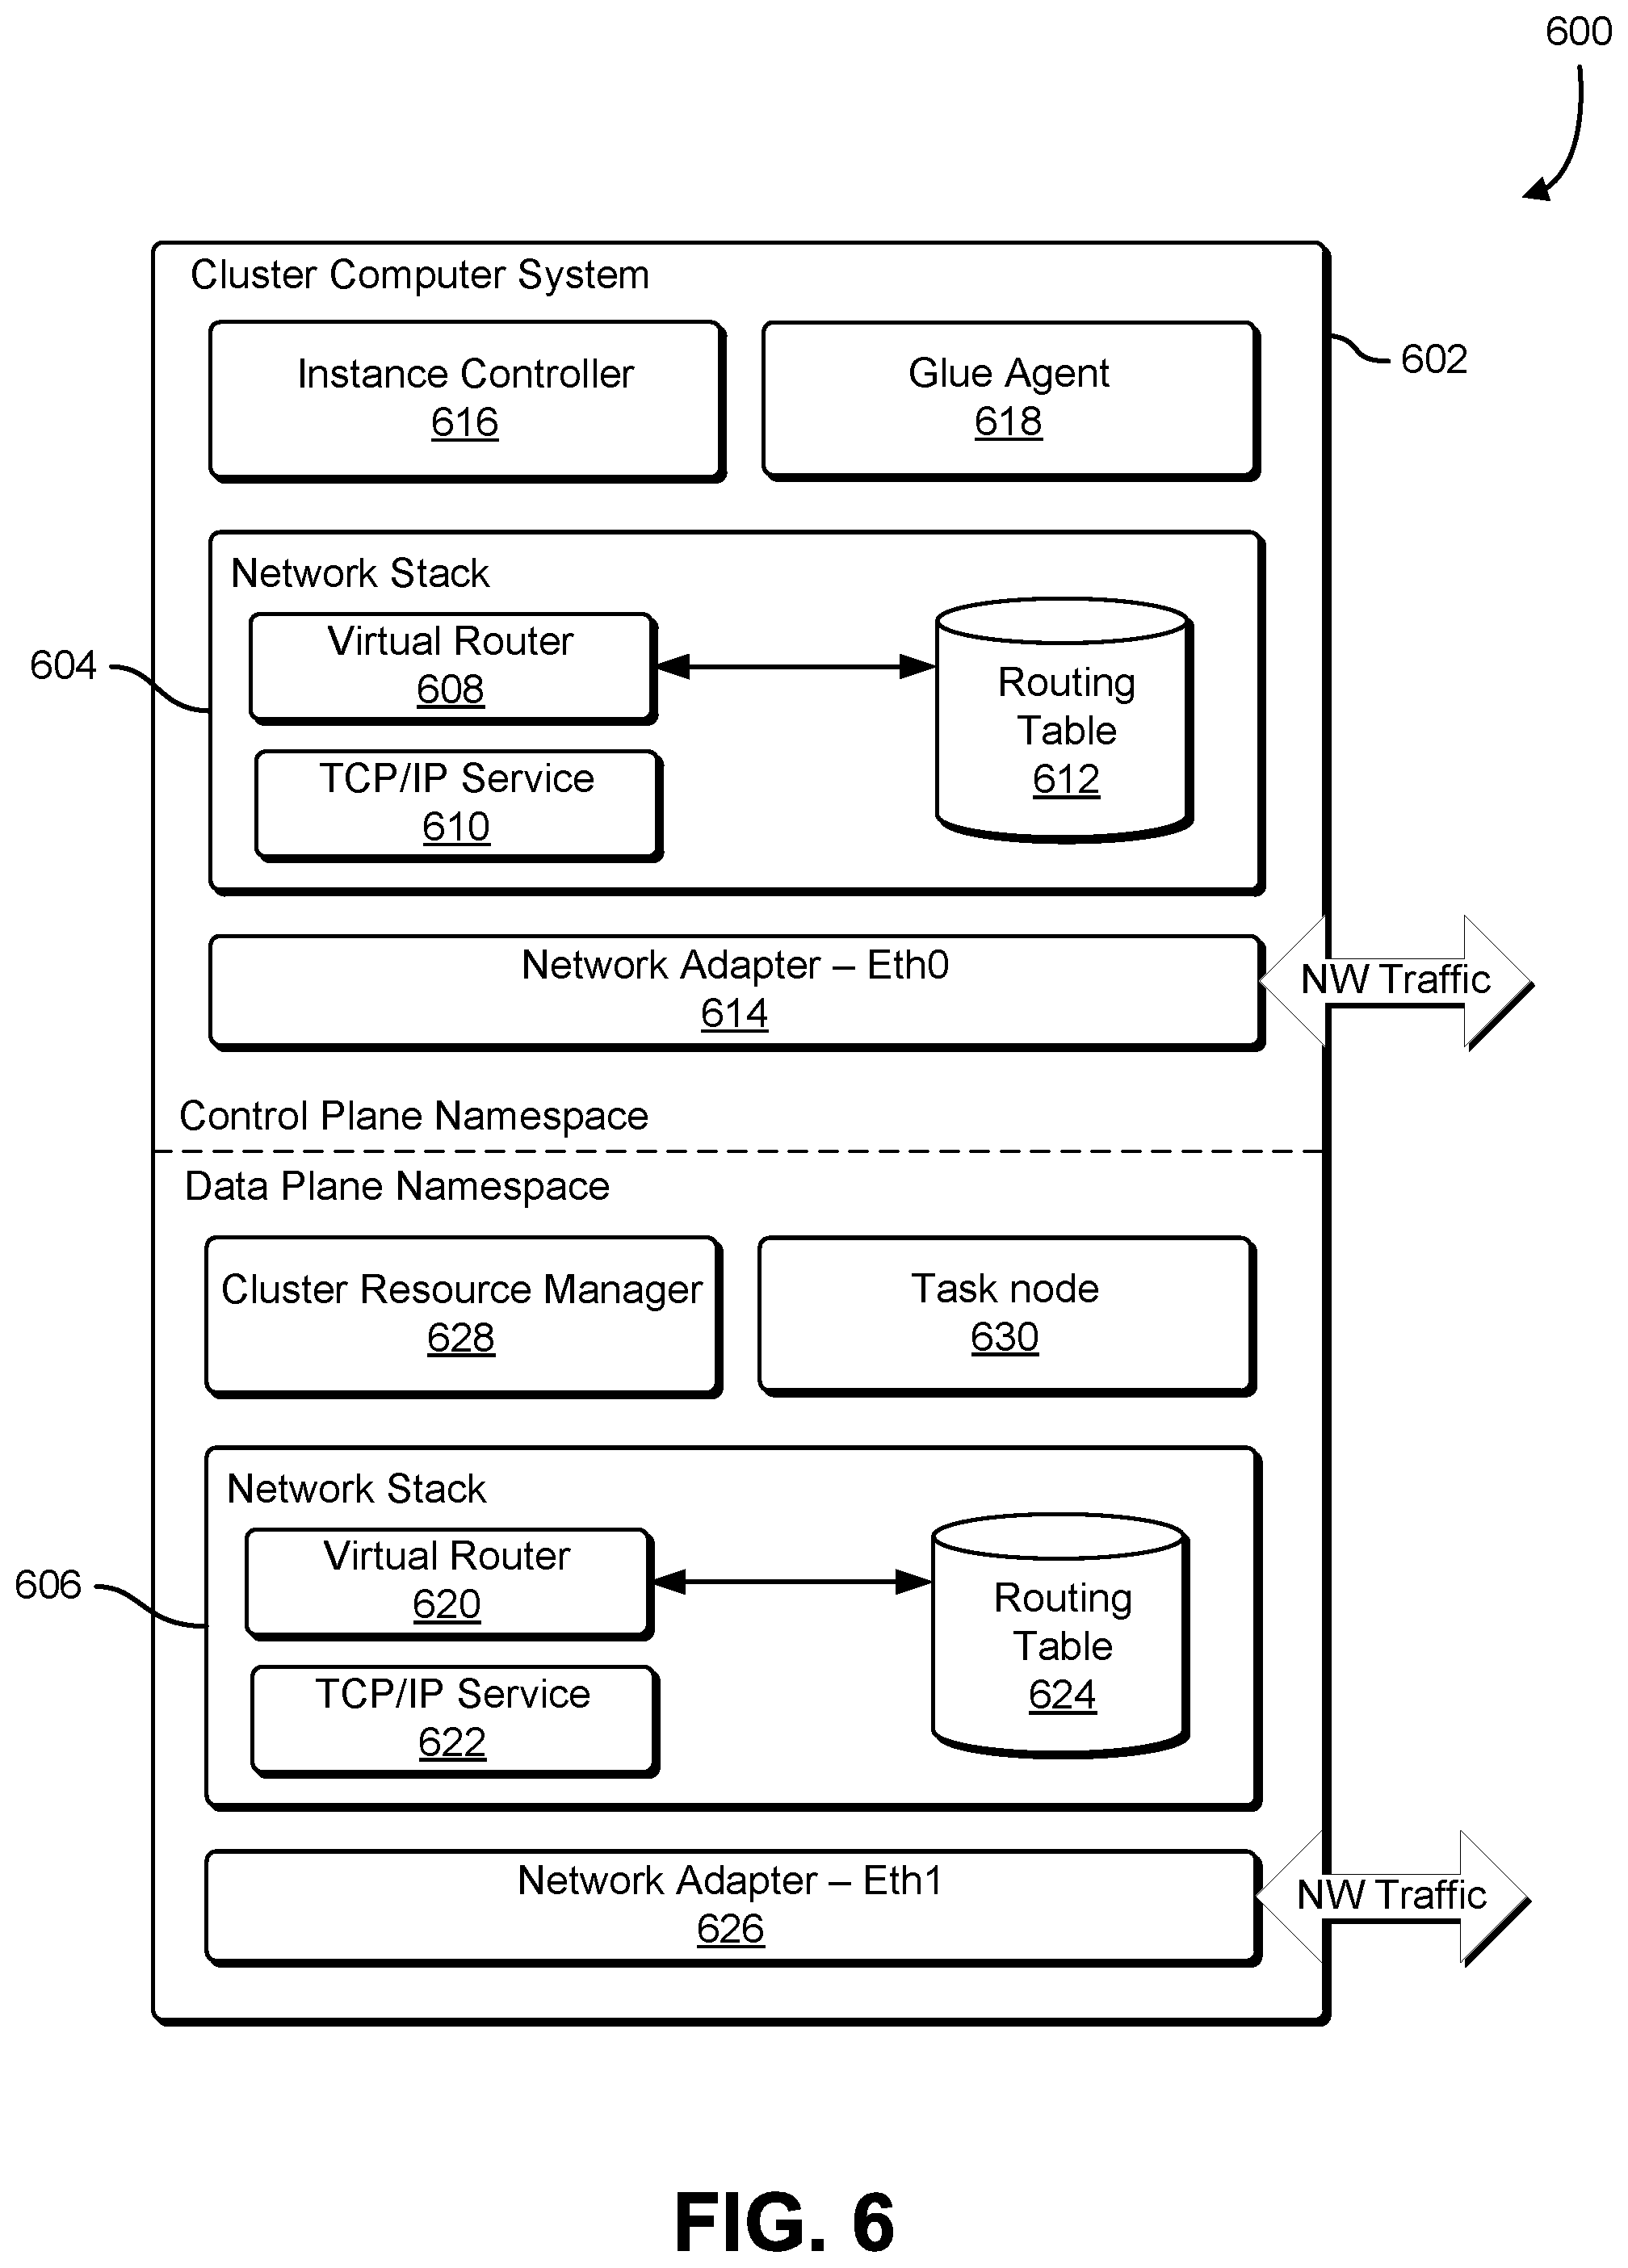 600
Cluster Computer System
602
Instance Controller
616
Glue Agent
618
Network Stack
604
Virtual Router
608
TCP/IP Service
610
Routing
Table
612
Network Adapter – Eth0
614
NW Traffic
Control Plane Namespace
Data Plane Namespace
Cluster Resource Manager
628
Task node
630
Network Stack
606
Virtual Router
620
TCP/IP Service
622
Routing
Table
624
Network Adapter – Eth1
626
NW Traffic
FIG. 6